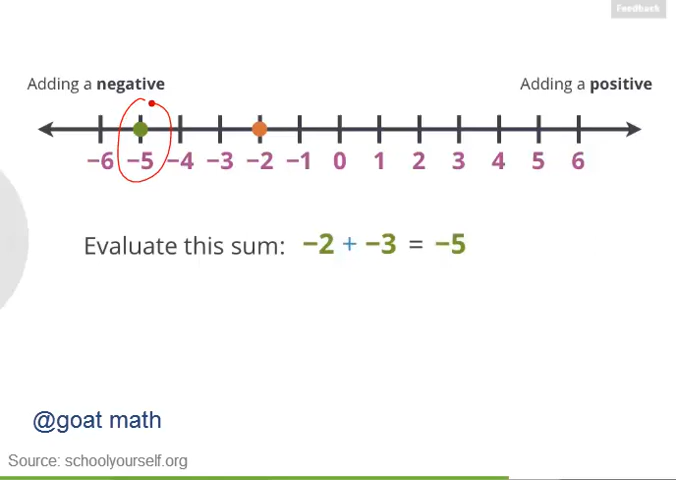 Feedback
Adding a negative Adding a positive
−6 −5 −4 −3 −2 −1 0 1 2 3 4 5 6
Evaluate this sum: −2 + −3 = −5
@goat math
Source: schoolyourself.org